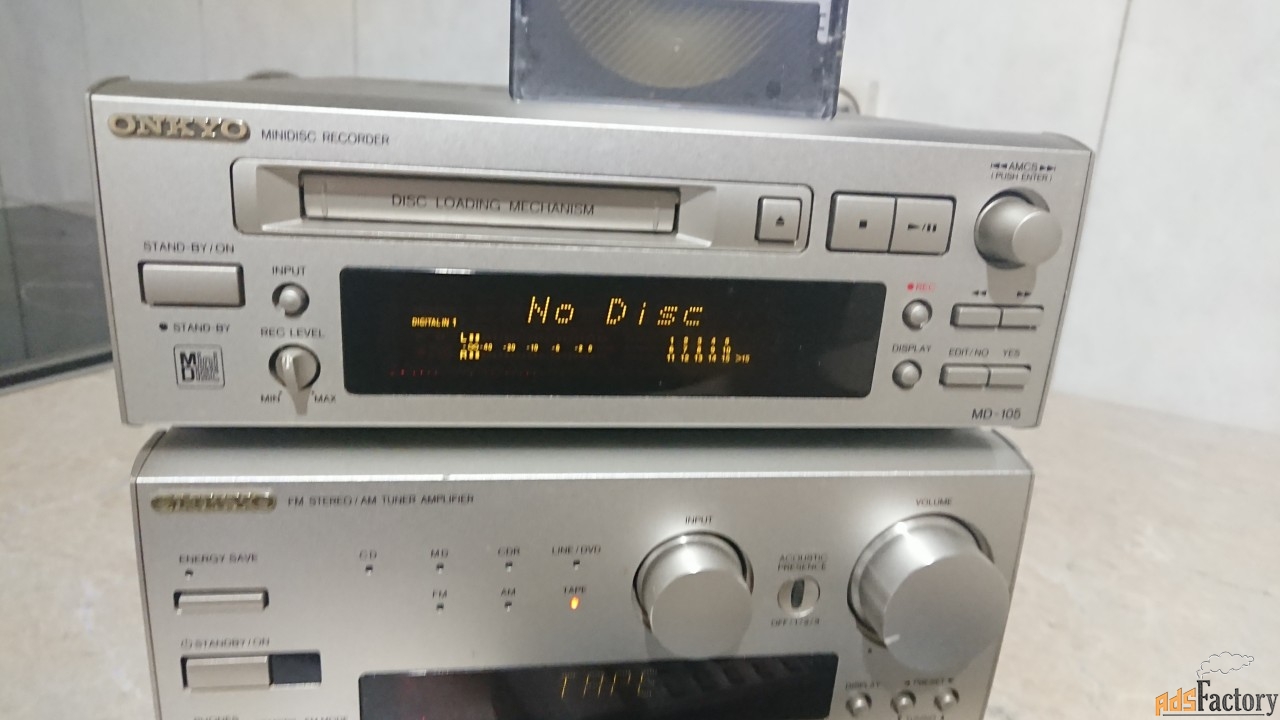 ONKYO MINIDISC RECORDER
AMCS
(PUSH ENTER)
DISC LOADING MECHANISM
STAND-BY/ON
INPUT
No Disc
DIGITAL IN 1
REC
STAND-BY
REC LEVEL
DISPLAY EDIT/NO YES
MIN MAX
MD-105
ONKYO FM STEREO/AM TUNER AMPLIFIER
VOLUME
INPUT
ENERGY SAVE
CD MD CDR LINE/DVD
ACOUSTIC
PRESENCE
FM AM TAPE
STANDBY/ON
TAPE
DISPLAY PRESET
AdsFactory